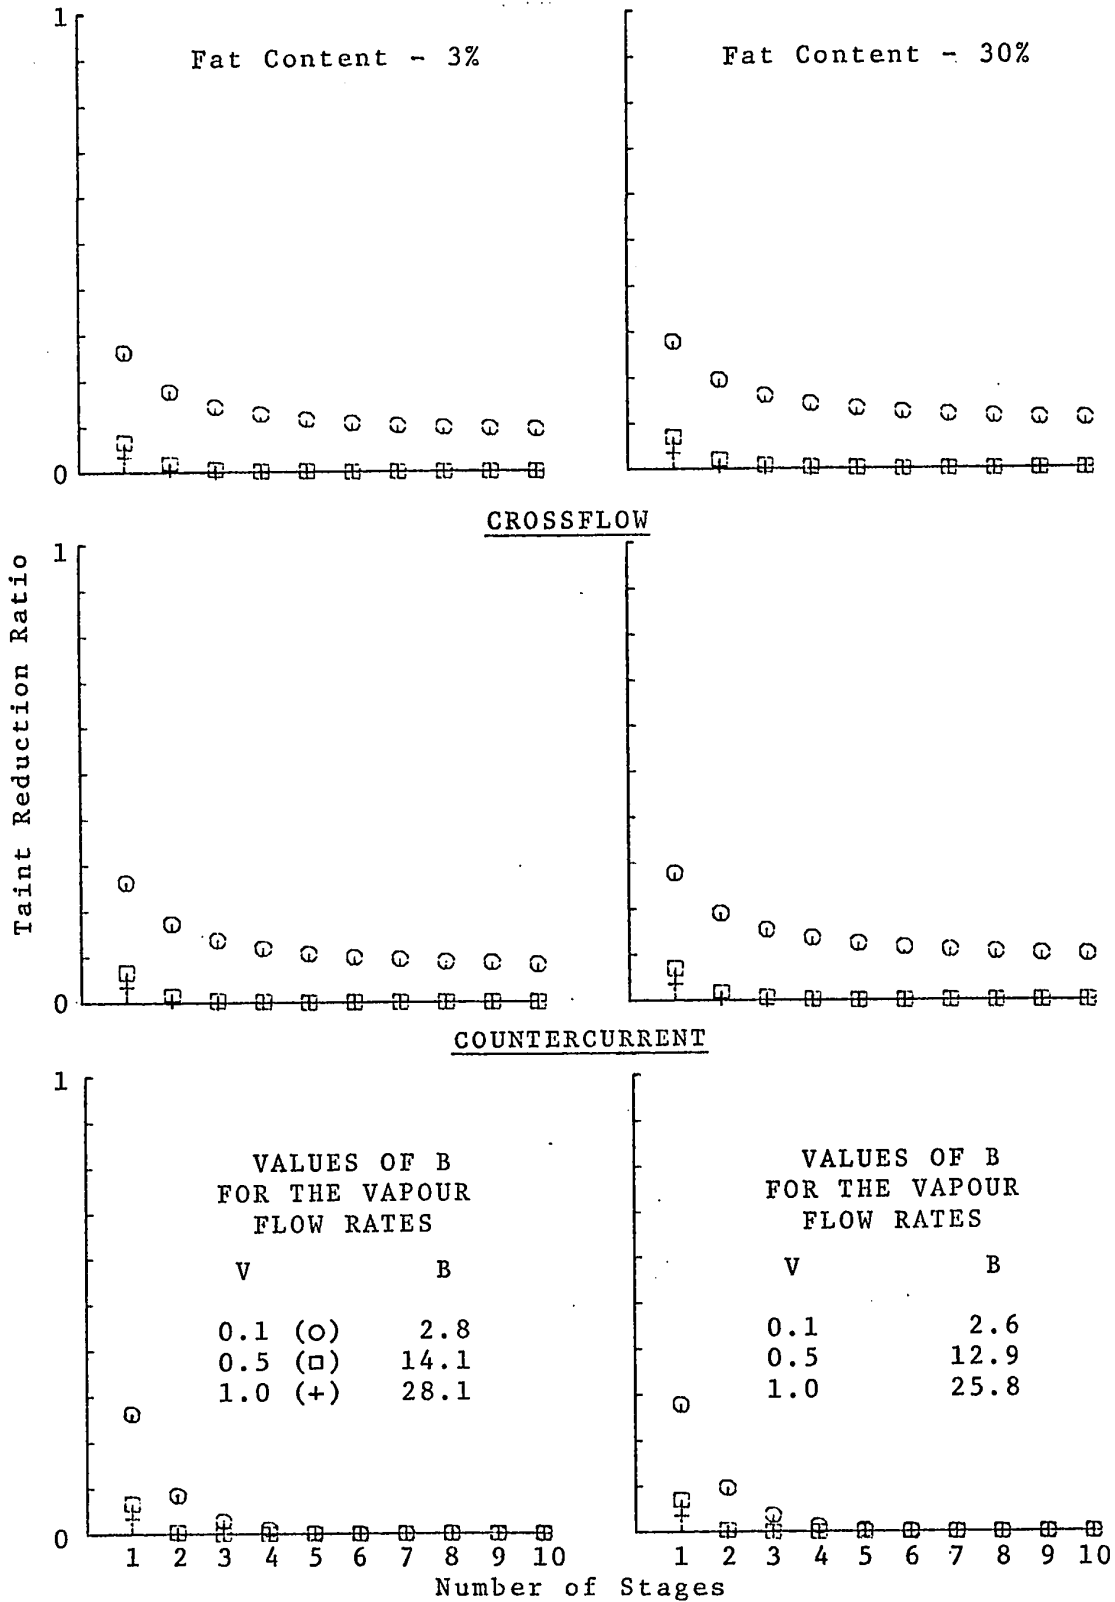 1
Fat Content - 3%
Fat Content - 30%
0
CROSSFLOW
1
Taint Reduction Ratio
0
COUNTERCURRENT
1
VALUES OF B
FOR THE VAPOUR
FLOW RATES
V B
0.1 (○) 2.8
0.5 (□) 14.1
1.0 (+) 28.1
VALUES OF B
FOR THE VAPOUR
FLOW RATES
V B
0.1 2.6
0.5 12.9
1.0 25.8
0
1 2 3 4 5 6 7 8 9 10
1 2 3 4 5 6 7 8 9 10
Number of Stages